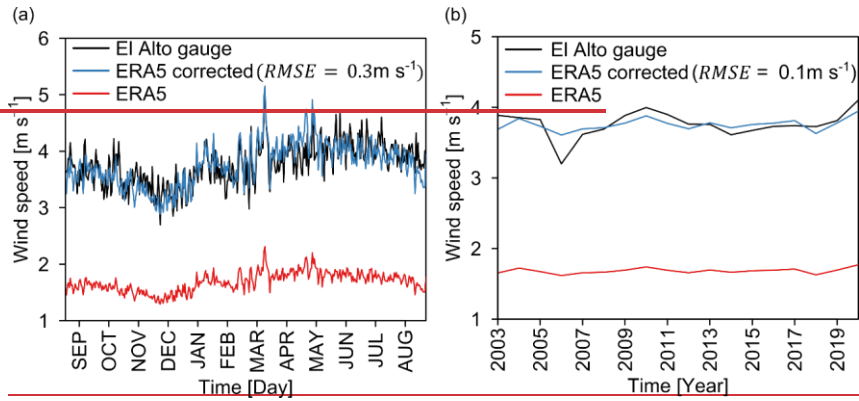 (a)
El Alto gauge
ERA5 corrected (RMSE = 0.3m s⁻¹)
ERA5
Wind speed [m s⁻¹]
6
5
4
3
2
1
SEP OCT NOV DEC JAN FEB MAR APR MAY JUN JUL AUG
Time [Day]
(b)
El Alto gauge
ERA5 corrected (RMSE = 0.1m s⁻¹)
ERA5
Wind speed [m s⁻¹]
5
4
3
2
1
2003 2005 2007 2009 2011 2013 2015 2017 2019
Time [Year]